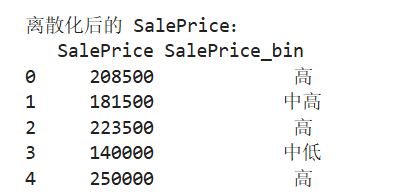 离散化后的 SalePrice:
SalePrice SalePrice_bin
0 208500 高
1 181500 中高
2 223500 高
3 140000 中低
4 250000 高